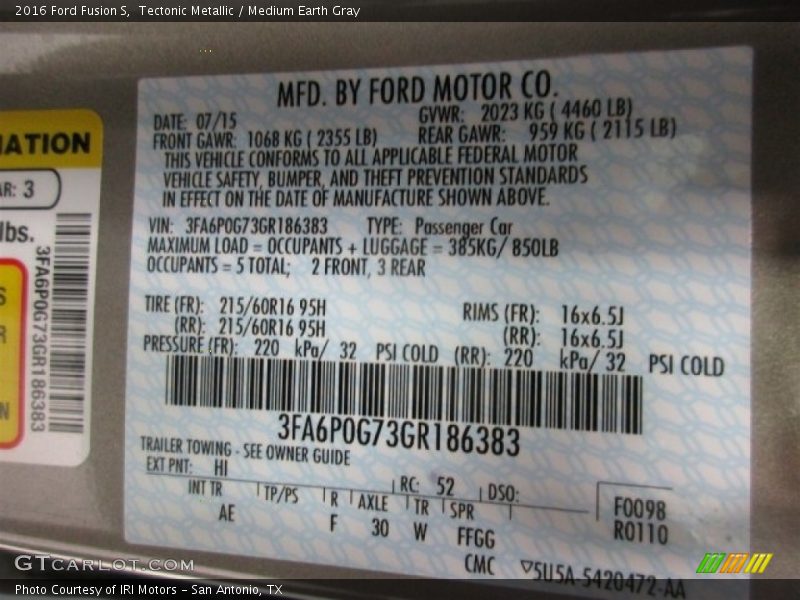 2016 Ford Fusion S,  Tectonic Metallic / Medium Earth Gray
MFD. BY FORD MOTOR CO.
DATE: 07/15 GVWR: 2023 KG ( 4460 LB)
FRONT GAWR: 1068 KG ( 2355 LB) REAR GAWR: 959 KG ( 2115 LB)
THIS VEHICLE CONFORMS TO ALL APPLICABLE FEDERAL MOTOR
VEHICLE SAFETY, BUMPER, AND THEFT PREVENTION STANDARDS
IN EFFECT ON THE DATE OF MANUFACTURE SHOWN ABOVE.
VIN: 3FA6P0G73GR186383 TYPE: Passenger Car
MAXIMUM LOAD = OCCUPANTS + LUGGAGE = 385KG/ 850LB
OCCUPANTS = 5 TOTAL; 2 FRONT, 3 REAR
TIRE (FR): 215/60R16 95H RIMS (FR): 16x6.5J
(RR): 215/60R16 95H (RR): 16x6.5J
PRESSURE (FR): 220 kPa/ 32 PSI COLD (RR): 220 kPa/ 32 PSI COLD
3FA6P0G73GR186383
TRAILER TOWING - SEE OWNER GUIDE
EXT PNT: HI RC: 52 DSO:
INT TR TP/PS R AXLE TR SPR F0098
AE F 30 W FFGG R0110
CMC ▽5U5A-5420472-AA
IATION
AR: 3
lbs.
3FA6P0G73GR186383
S
R
N
GTCARLOT.COM
Photo Courtesy of IRI Motors – San Antonio, TX